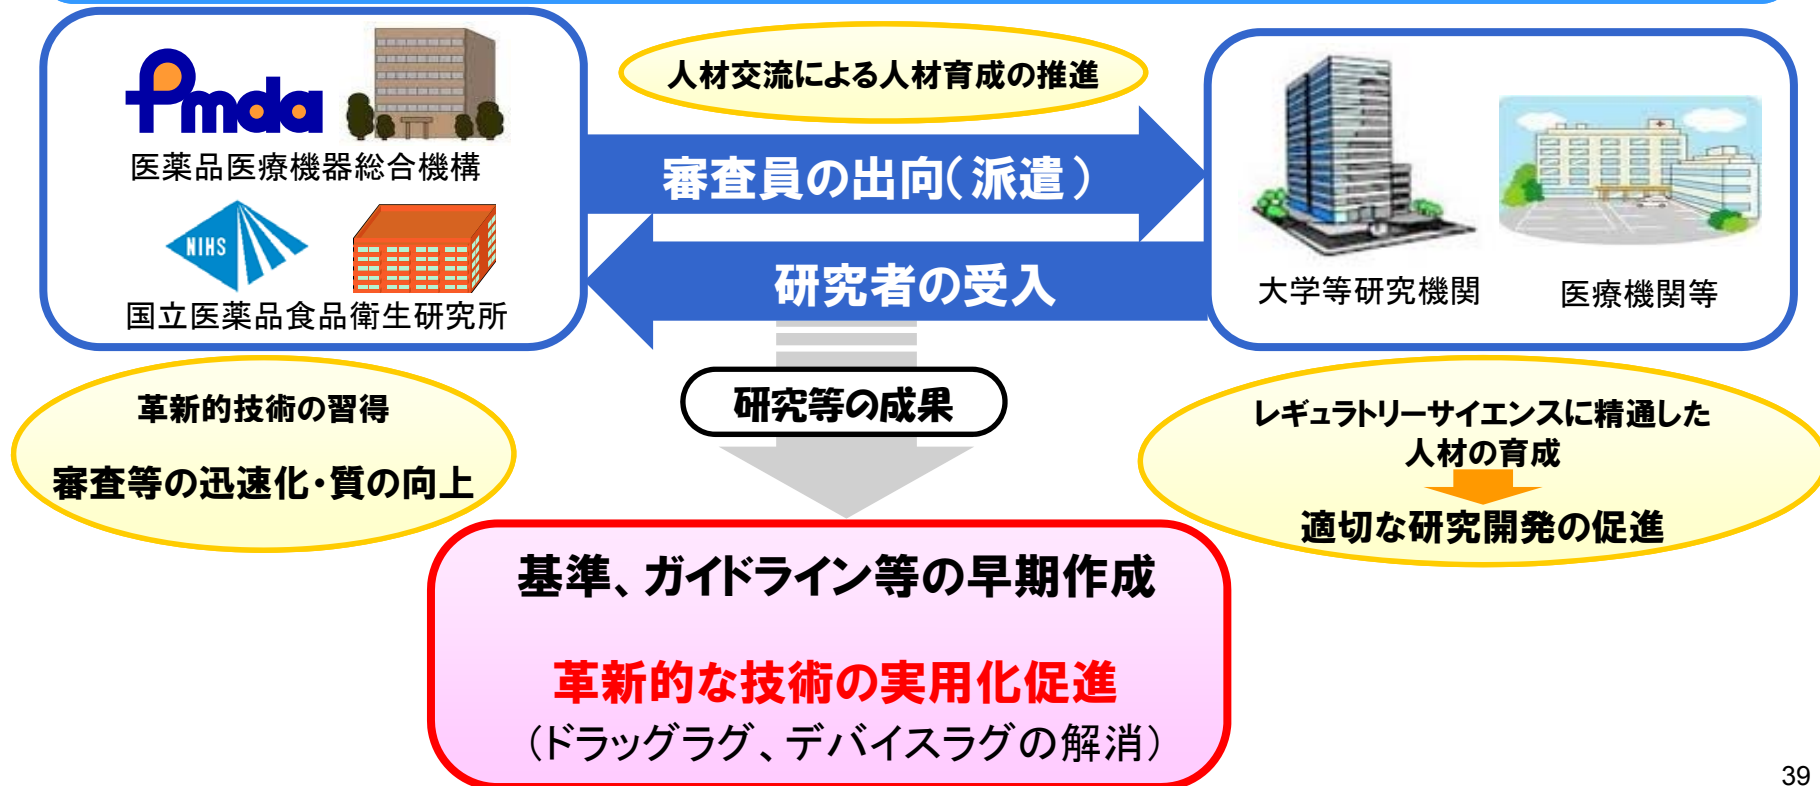 人材交流による人材育成の推進
Pmda
医薬品医療機器総合機構
NIHS
国立医薬品食品衛生研究所
審査員の出向(派遣)
研究者の受入
大学等研究機関
医療機関等
革新的技術の習得
審査等の迅速化・質の向上
研究等の成果
レギュラトリーサイエンスに精通した
人材の育成
適切な研究開発の促進
基準、ガイドライン等の早期作成
革新的な技術の実用化促進
(ドラッグラグ、デバイスラグの解消)
39